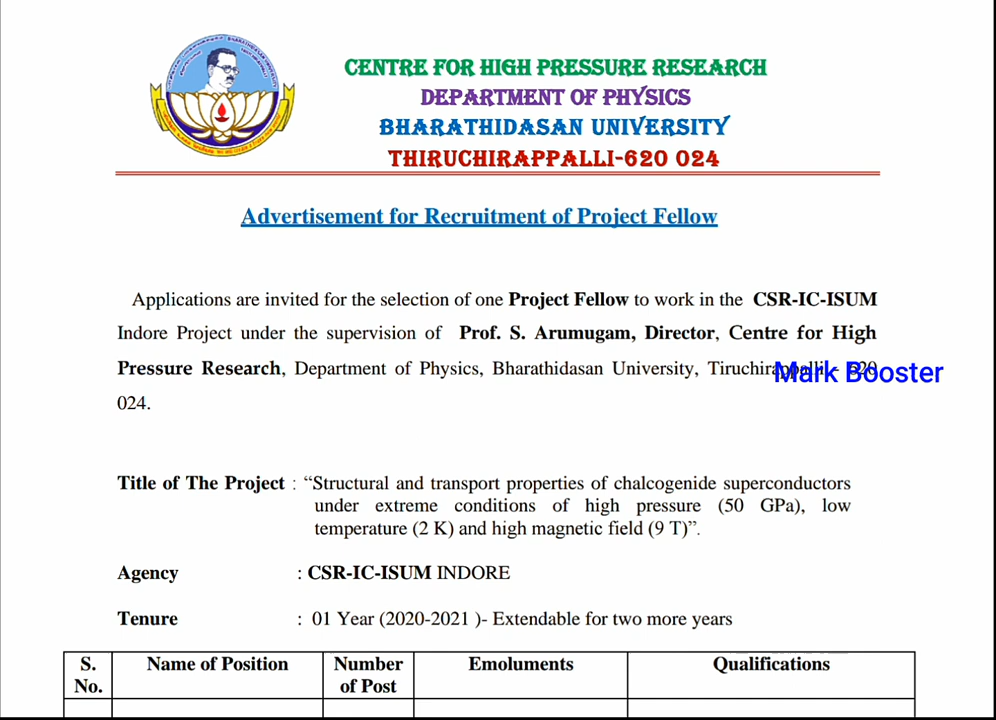 CENTRE FOR HIGH PRESSURE RESEARCH
DEPARTMENT OF PHYSICS
BHARATHIDASAN UNIVERSITY
THIRUCHIRAPPALLI-620 024
Advertisement for Recruitment of Project Fellow
Applications are invited for the selection of one Project Fellow to work in the CSR-IC-ISUM
Indore Project under the supervision of Prof. S. Arumugam, Director, Centre for High
Pressure Research, Department of Physics, Bharathidasan University, Tiruchirappalli - 620
024.
Mark Booster
Title of The Project : “Structural and transport properties of chalcogenide superconductors
under extreme conditions of high pressure (50 GPa), low
temperature (2 K) and high magnetic field (9 T)”.
Agency : CSR-IC-ISUM INDORE
Tenure : 01 Year (2020-2021 )- Extendable for two more years
S. No. Name of Position Number of Post Emoluments Qualifications